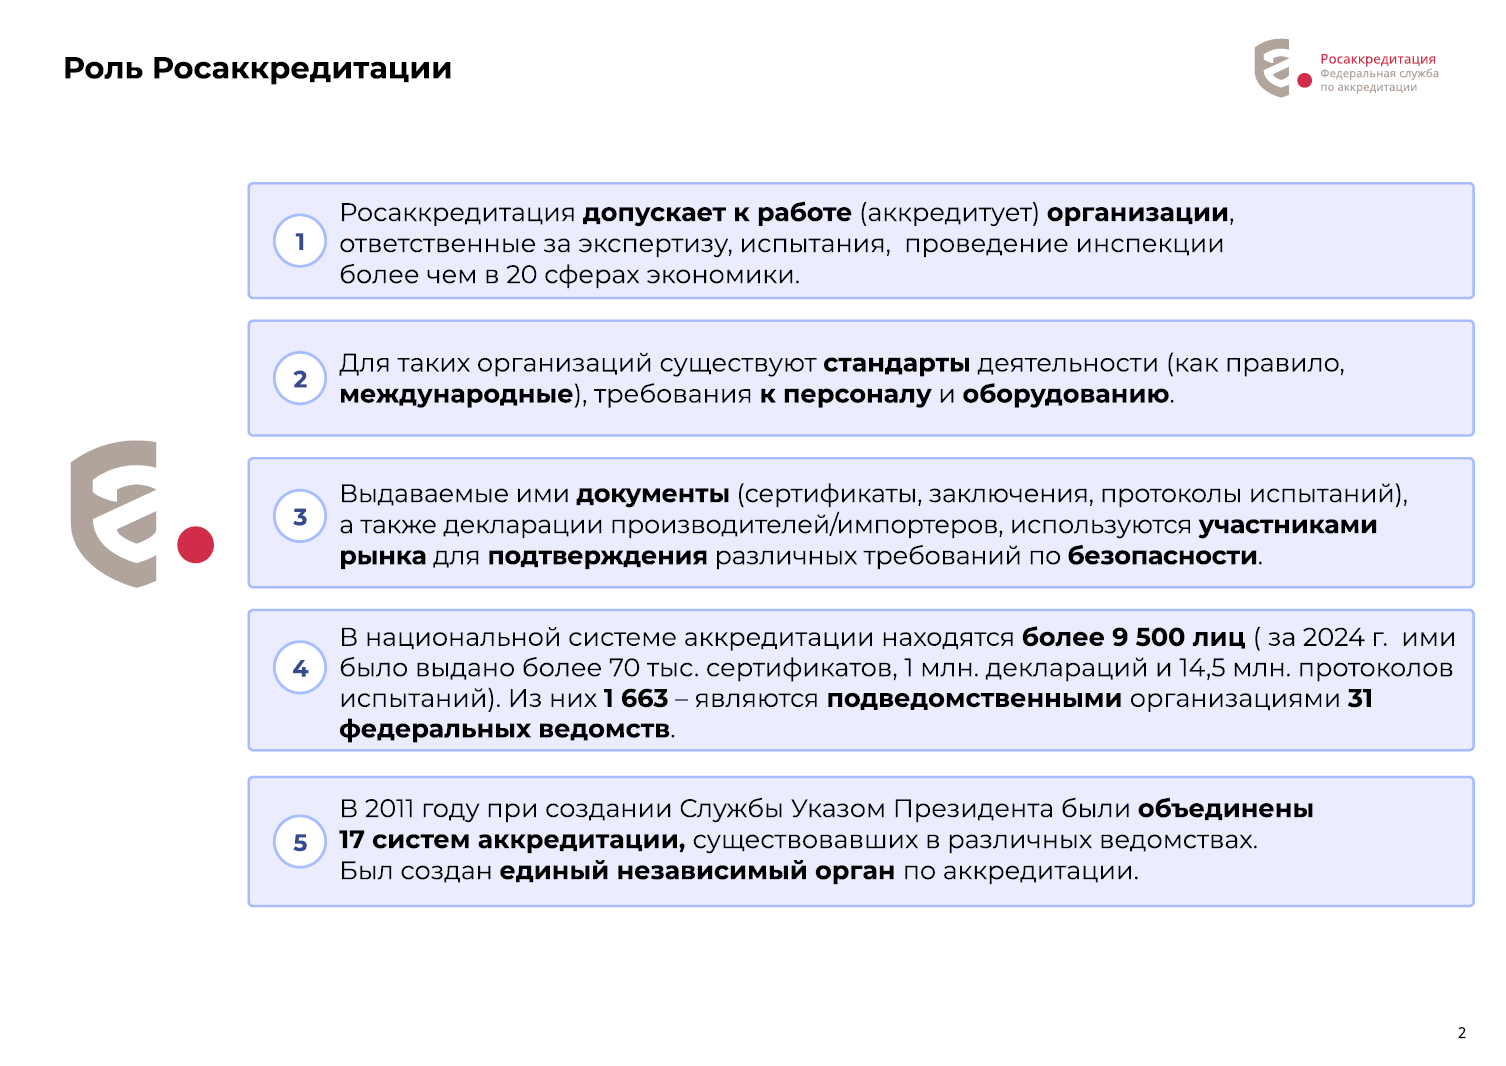 Роль Росаккредитации
Росаккредитация
Федеральная служба
по аккредитации
1
Росаккредитация допускает к работе (аккредитует) организации,
ответственные за экспертизу, испытания,  проведение инспекции
более чем в 20 сферах экономики.
2
Для таких организаций существуют стандарты деятельности (как правило,
международные), требования к персоналу и оборудованию.
3
Выдаваемые ими документы (сертификаты, заключения, протоколы испытаний),
а также декларации производителей/импортеров, используются участниками
рынка для подтверждения различных требований по безопасности.
4
В национальной системе аккредитации находятся более 9 500 лиц ( за 2024 г.  ими
было выдано более 70 тыс. сертификатов, 1 млн. деклараций и 14,5 млн. протоколов
испытаний). Из них 1 663 – являются подведомственными организациями 31
федеральных ведомств.
5
В 2011 году при создании Службы Указом Президента были объединены
17 систем аккредитации, существовавших в различных ведомствах.
Был создан единый независимый орган по аккредитации.
2